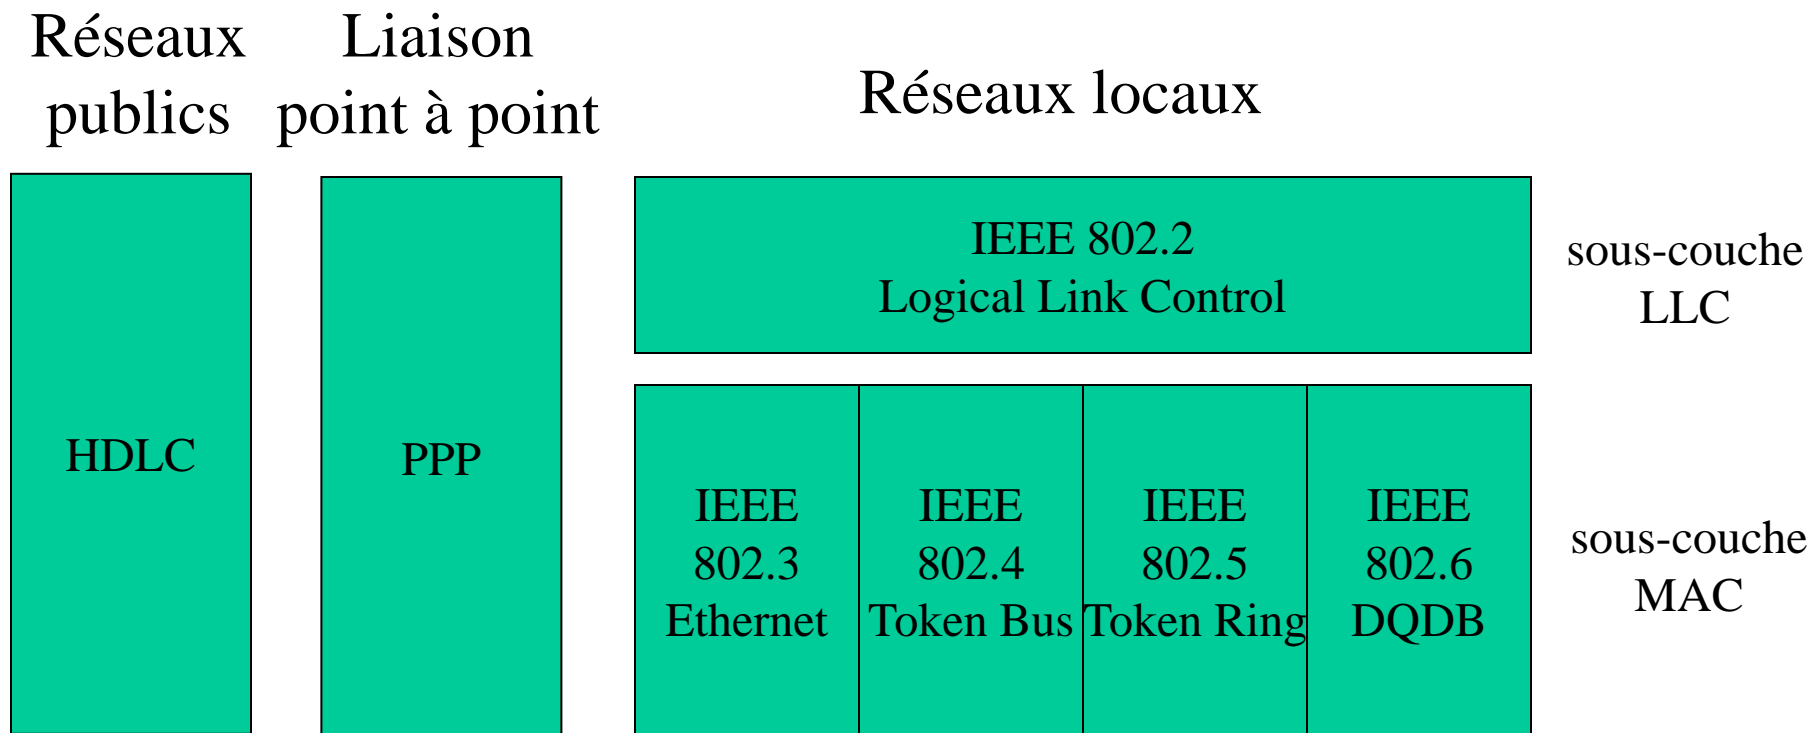 Réseaux
publics
Liaison
point à point
Réseaux locaux
HDLC
PPP
IEEE 802.2
Logical Link Control
sous-couche
LLC
IEEE
802.3
Ethernet
IEEE
802.4
Token Bus
IEEE
802.5
Token Ring
IEEE
802.6
DQDB
sous-couche
MAC